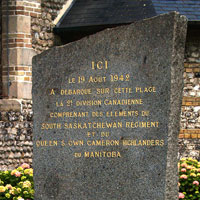 ICI
LE 19 AOUT 1942
A DEBARQUE SUR CETTE PLAGE
LA 2E DIVISION CANADIENNE
COMPRENANT DES ELEMENTS DU
SOUTH SASKATCHEWAN REGIMENT
ET DU
QUEEN'S OWN CAMERON HIGHLANDERS
DU MANITOBA